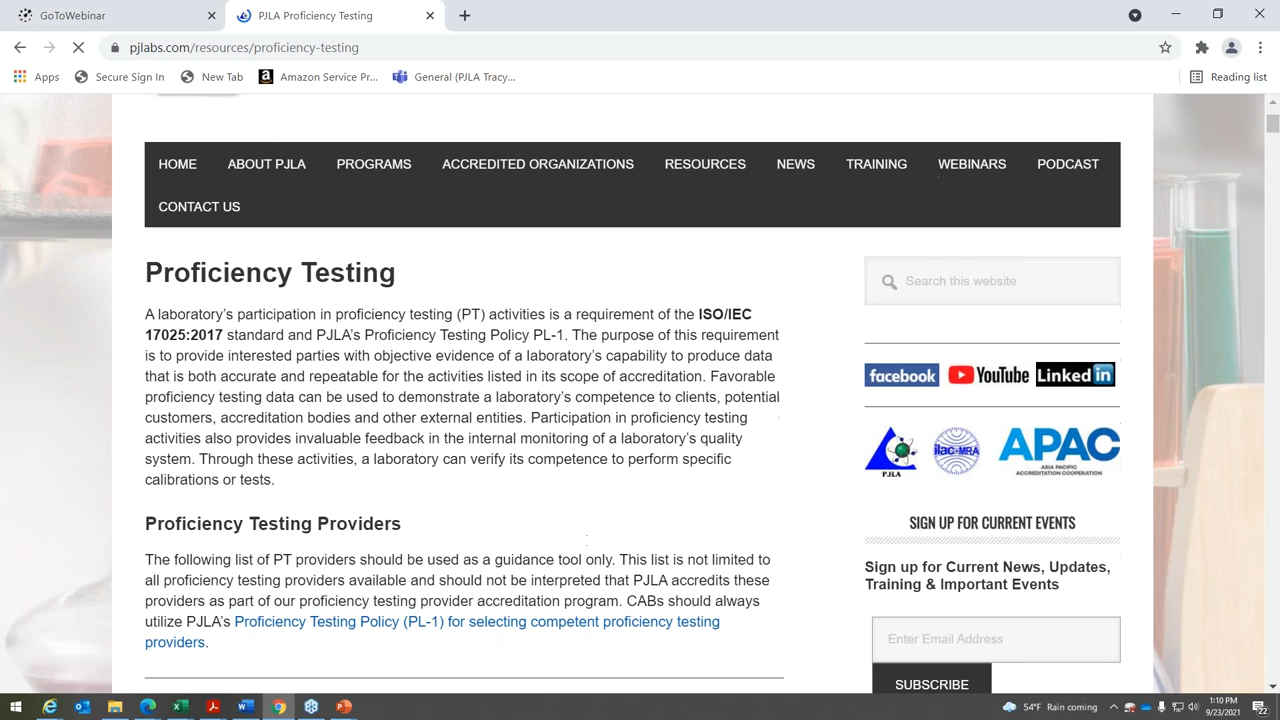 GoToWebinar
PJLA Proficiency Testing
pjlabs.com/resources/proficiency-testing
Apps
Secure Sign In
New Tab
Amazon Service Pr...
General (PJLA Tracy...
Reading list
HOME
ABOUT PJLA
PROGRAMS
ACCREDITED ORGANIZATIONS
RESOURCES
NEWS
TRAINING
WEBINARS
PODCAST
CONTACT US
Proficiency Testing
A laboratory’s participation in proficiency testing (PT) activities is a requirement of the ISO/IEC
17025:2017 standard and PJLA’s Proficiency Testing Policy PL-1. The purpose of this requirement
is to provide interested parties with objective evidence of a laboratory’s capability to produce data
that is both accurate and repeatable for the activities listed in its scope of accreditation. Favorable
proficiency testing data can be used to demonstrate a laboratory’s competence to clients, potential
customers, accreditation bodies and other external entities. Participation in proficiency testing
activities also provides invaluable feedback in the internal monitoring of a laboratory’s quality
system. Through these activities, a laboratory can verify its competence to perform specific
calibrations or tests.
Proficiency Testing Providers
The following list of PT providers should be used as a guidance tool only. This list is not limited to
all proficiency testing providers available and should not be interpreted that PJLA accredits these
providers as part of our proficiency testing provider accreditation program. CABs should always
utilize PJLA’s Proficiency Testing Policy (PL-1) for selecting competent proficiency testing
providers.
Search this website
facebook
YouTube
Linked in
PJLA
ilac-MRA
APAC
ASIA PACIFIC
ACCREDITATION COOPERATION
SIGN UP FOR CURRENT EVENTS
Sign up for Current News, Updates,
Training & Important Events
Enter Email Address
SUBSCRIBE
54°F Rain coming
1:10 PM
9/23/2021
22